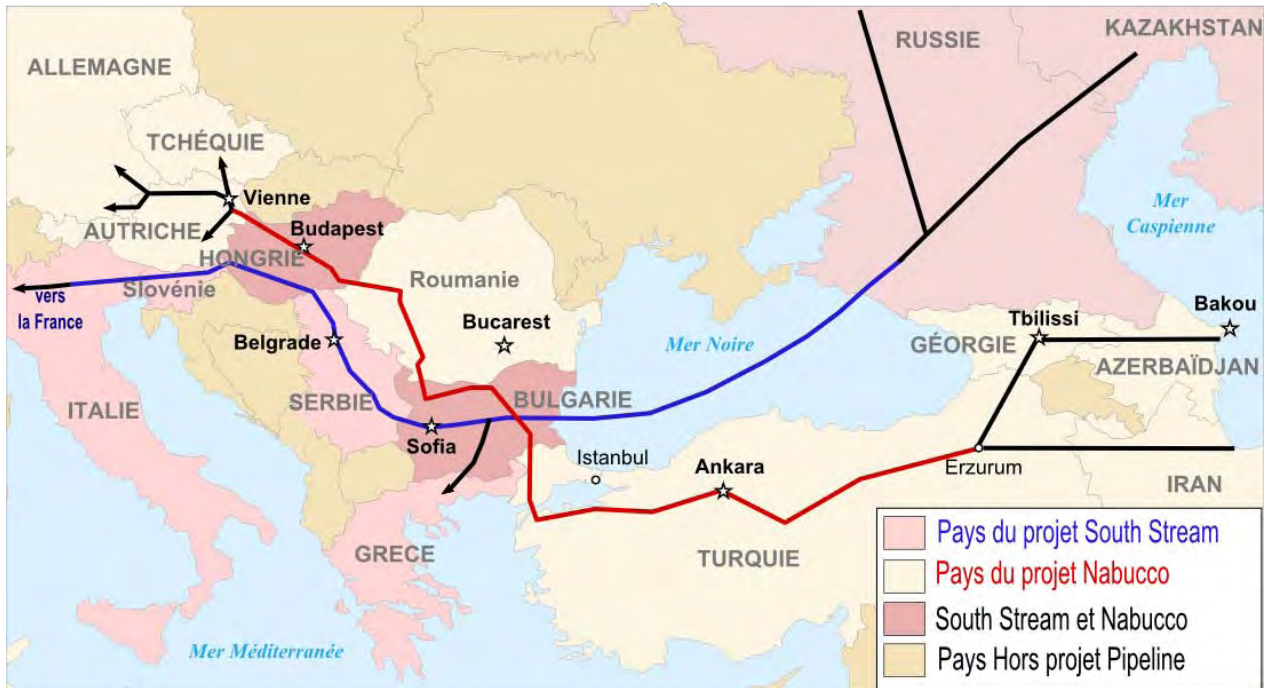 RUSSIE
KAZAKHSTAN
ALLEMAGNE
TCHÉQUIE
Vienne
AUTRICHE
Budapest
HONGRIE
Mer
Caspienne
Roumanie
Slovénie
vers
la France
Bucarest
Belgrade
Mer Noire
Tbilissi
Bakou
GÉORGIE
AZERBAÏDJAN
ITALIE
SERBIE
BULGARIE
Sofia
Istanbul
Ankara
Erzurum
IRAN
GRECE
TURQUIE
Mer Méditerranée
Pays du projet South Stream
Pays du projet Nabucco
South Stream et Nabucco
Pays Hors projet Pipeline